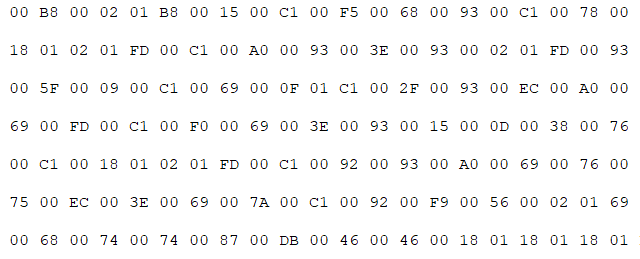 00 B8 00 02 01 B8 00 15 00 C1 00 F5 00 68 00 93 00 C1 00 78 00
18 01 02 01 FD 00 C1 00 A0 00 93 00 3E 00 93 00 02 01 FD 00 93
00 5F 00 09 00 C1 00 69 00 0F 01 C1 00 2F 00 93 00 EC 00 A0 00
69 00 FD 00 C1 00 F0 00 69 00 3E 00 93 00 15 00 0D 00 38 00 76
00 C1 00 18 01 02 01 FD 00 C1 00 92 00 93 00 A0 00 69 00 76 00
75 00 EC 00 3E 00 69 00 7A 00 C1 00 92 00 F9 00 56 00 02 01 69
00 68 00 74 00 74 00 87 00 DB 00 46 00 46 00 18 01 18 01 18 01